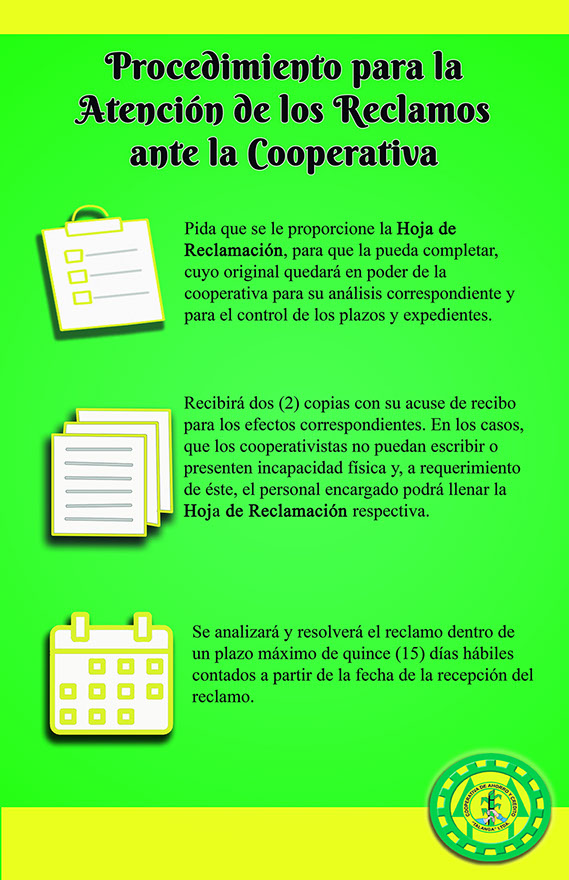 Procedimiento para la
Atención de los Reclamos
ante la Cooperativa
Pida que se le proporcione la Hoja de
Reclamación, para que la pueda completar,
cuyo original quedará en poder de la
cooperativa para su análisis correspondiente y
para el control de los plazos y expedientes.
Recibirá dos (2) copias con su acuse de recibo
para los efectos correspondientes. En los casos,
que los cooperativistas no puedan escribir o
presenten incapacidad física y, a requerimiento
de éste, el personal encargado podrá llenar la
Hoja de Reclamación respectiva.
Se analizará y resolverá el reclamo dentro de
un plazo máximo de quince (15) días hábiles
contados a partir de la fecha de la recepción del
reclamo.
COOPERATIVA DE AHORRO Y CREDITO
"TALANGA" LTDA.